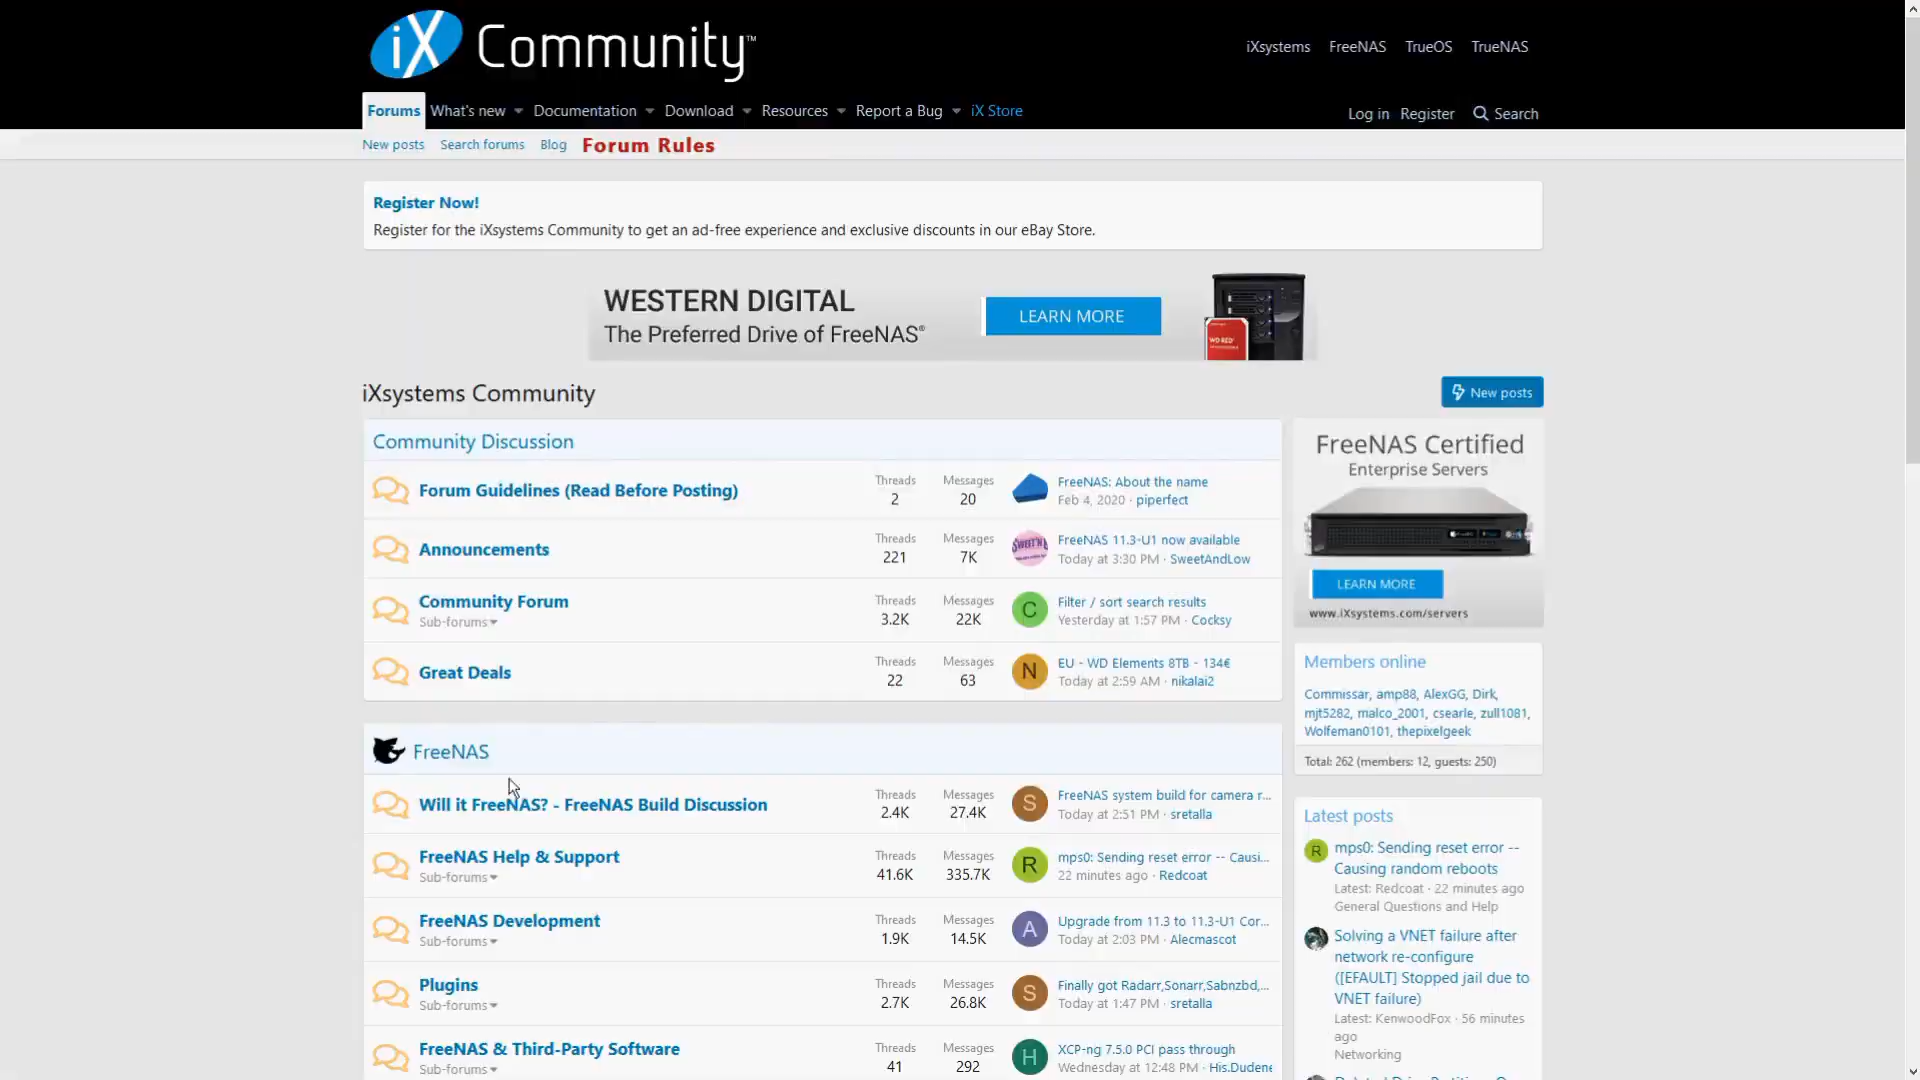 iX Community™
iXsystems FreeNAS TrueOS TrueNAS
Forums What's new Documentation Download Resources Report a Bug iX Store
Log in Register Search
New posts Search forums Blog Forum Rules
Register Now!
Register for the iXsystems Community to get an ad-free experience and exclusive discounts in our eBay Store.
WESTERN DIGITAL
The Preferred Drive of FreeNAS®
LEARN MORE
WD RED
iXsystems Community
New posts
Community Discussion
Forum Guidelines (Read Before Posting)
Threads
2
Messages
20
FreeNAS: About the name
Feb 4, 2020 · piperfect
Announcements
Threads
221
Messages
7K
FreeNAS 11.3-U1 now available
Today at 3:30 PM · SweetAndLow
Community Forum
Sub-forums
Threads
3.2K
Messages
22K
C
Filter / sort search results
Yesterday at 1:57 PM · Cocksy
Great Deals
Threads
22
Messages
63
N
EU - WD Elements 8TB - 134€
Today at 2:59 AM · nikalai2
FreeNAS
Will it FreeNAS? - FreeNAS Build Discussion
Threads
2.4K
Messages
27.4K
S
FreeNAS system build for camera r...
Today at 2:51 PM · sretalla
FreeNAS Help & Support
Sub-forums
Threads
41.6K
Messages
335.7K
R
mps0: Sending reset error -- Causi...
22 minutes ago · Redcoat
FreeNAS Development
Sub-forums
Threads
1.9K
Messages
14.5K
A
Upgrade from 11.3 to 11.3-U1 Cor...
Today at 2:03 PM · Alecmascot
Plugins
Sub-forums
Threads
2.7K
Messages
26.8K
S
Finally got Radarr,Sonarr,Sabnzbd,...
Today at 1:47 PM · sretalla
FreeNAS & Third-Party Software
Sub-forums
Threads
41
Messages
292
H
XCP-ng 7.5.0 PCI pass through
Wednesday at 12:48 PM · His.Dudene
FreeNAS Certified
Enterprise Servers
LEARN MORE
www.iXsystems.com/servers
Members online
Commissar, amp88, AlexGG, Dirk,
mjt5282, malco_2001, csearle, zull1081,
Wolfeman0101, thepixelgeek
Total: 262 (members: 12, guests: 250)
Latest posts
R
mps0: Sending reset error --
Causing random reboots
Latest: Redcoat · 22 minutes ago
General Questions and Help
Solving a VNET failure after
network re-configure
([EFAULT] Stopped jail due to
VNET failure)
Latest: KenwoodFox · 56 minutes
ago
Networking